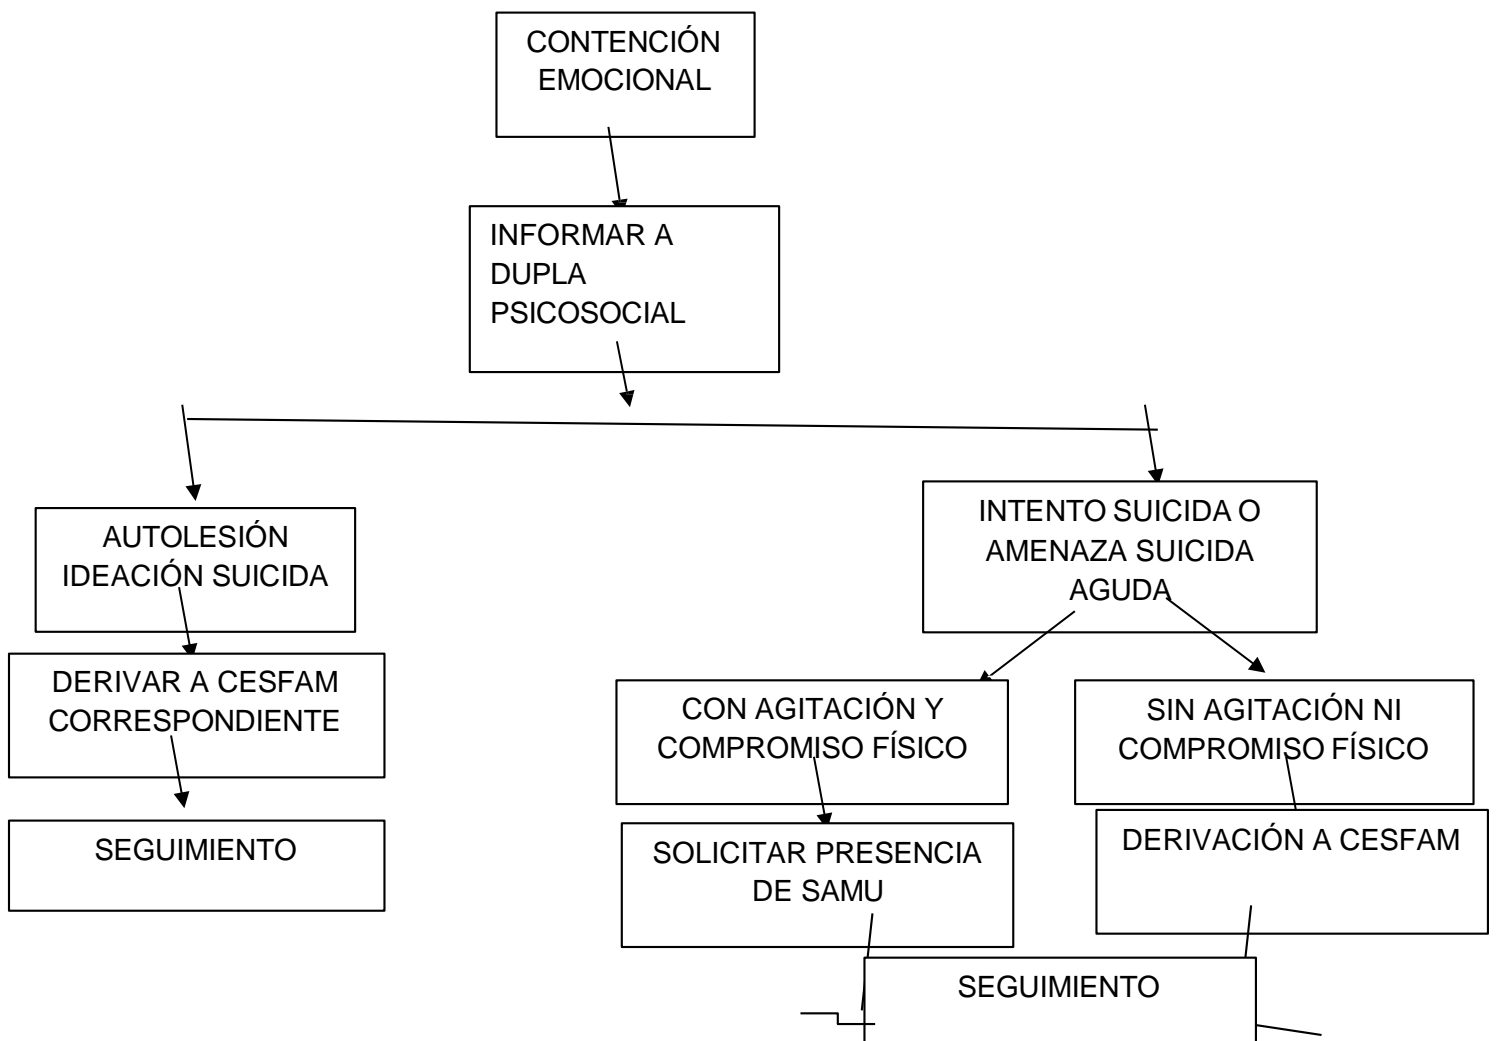 CONTENCIÓN
EMOCIONAL
INFORMAR A
DUPLA
PSICOSOCIAL
AUTOLESIÓN
IDEACIÓN SUICIDA
DERIVAR A CESFAM
CORRESPONDIENTE
SEGUIMIENTO
INTENTO SUICIDA O
AMENAZA SUICIDA
AGUDA
CON AGITACIÓN Y
COMPROMISO FÍSICO
SOLICITAR PRESENCIA
DE SAMU
SIN AGITACIÓN NI
COMPROMISO FÍSICO
DERIVACIÓN A CESFAM
SEGUIMIENTO